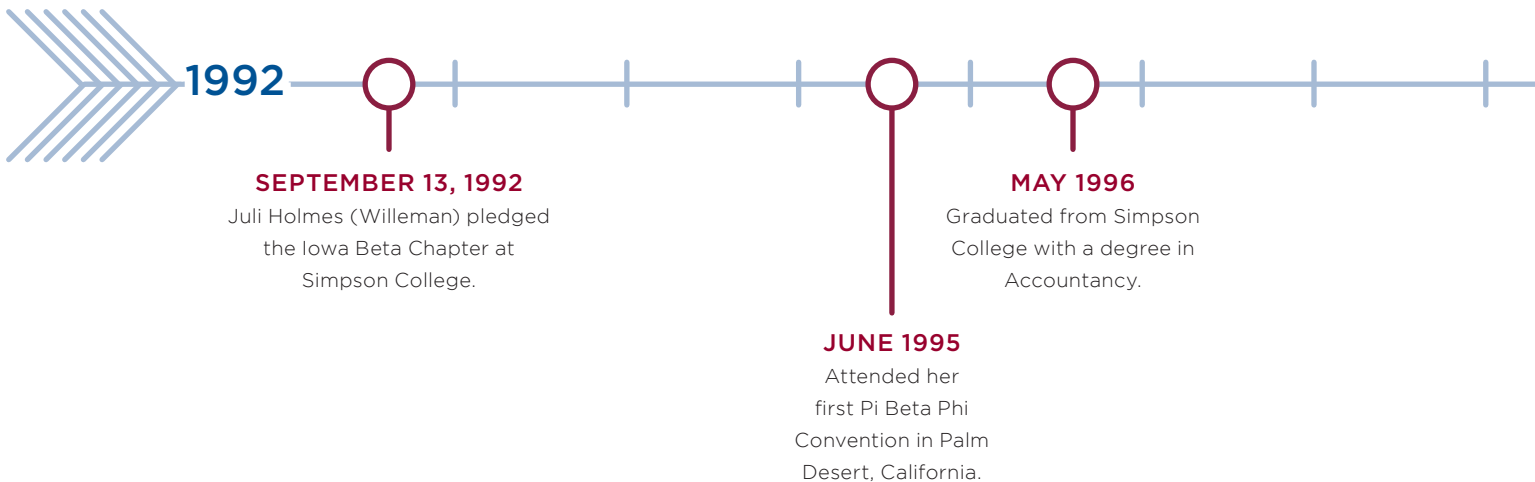 1992
SEPTEMBER 13, 1992
Juli Holmes (Willeman) pledged
the Iowa Beta Chapter at
Simpson College.
JUNE 1995
Attended her
first Pi Beta Phi
Convention in Palm
Desert, California.
MAY 1996
Graduated from Simpson
College with a degree in
Accountancy.